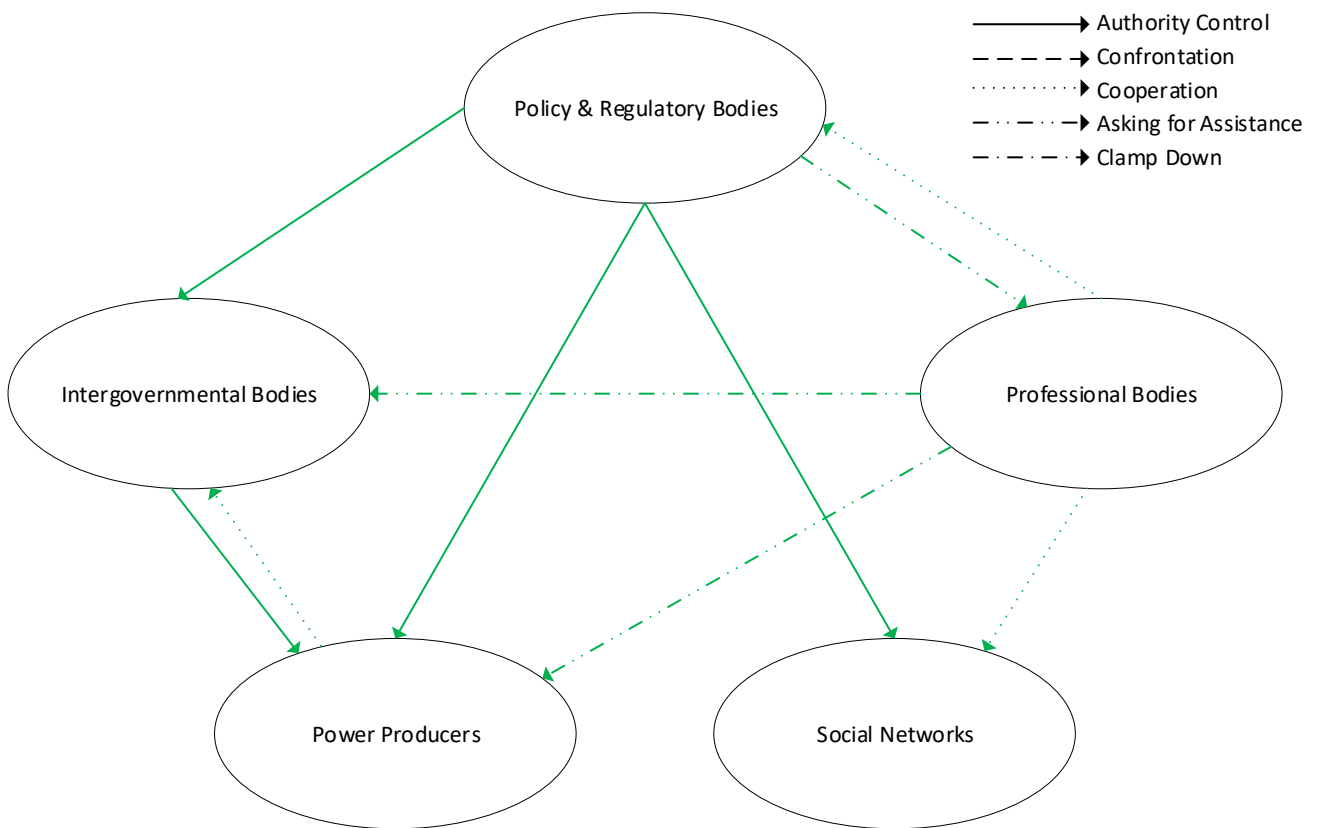 Authority Control
Confrontation
Cooperation
Asking for Assistance
Clamp Down
Policy & Regulatory Bodies
Intergovernmental Bodies
Professional Bodies
Power Producers
Social Networks